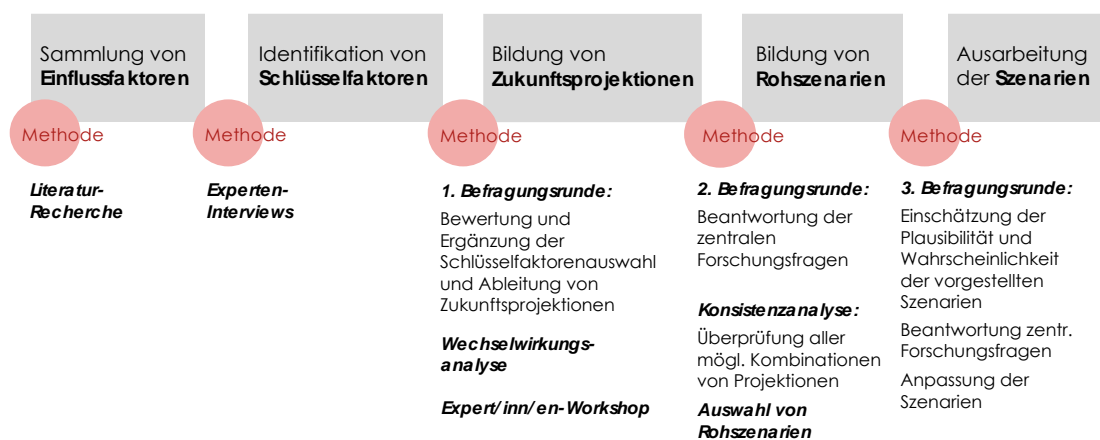 Sammlung von
Einflussfaktoren
Methode
Literatur-
Recherche
Identifikation von
Schlüsselfaktoren
Methode
Experten-
Interviews
Bildung von
Zukunftsprojektionen
Methode
1. Befragungsrunde:
Bewertung und
Ergänzung der
Schlüsselfaktorenauswahl
und Ableitung von
Zukunftsprojektionen
Wechselwirkungs-
analyse
Expert/inn/en-Workshop
Bildung von
Rohszenarien
Methode
2. Befragungsrunde:
Beantwortung der
zentralen
Forschungsfragen
Konsistenzanalyse:
Überprüfung aller
mögl. Kombinationen
von Projektionen
Auswahl von
Rohszenarien
Ausarbeitung
der Szenarien
Methode
3. Befragungsrunde:
Einschätzung der
Plausibilität und
Wahrscheinlichkeit
der vorgestellten
Szenarien
Beantwortung zentr.
Forschungsfragen
Anpassung der
Szenarien